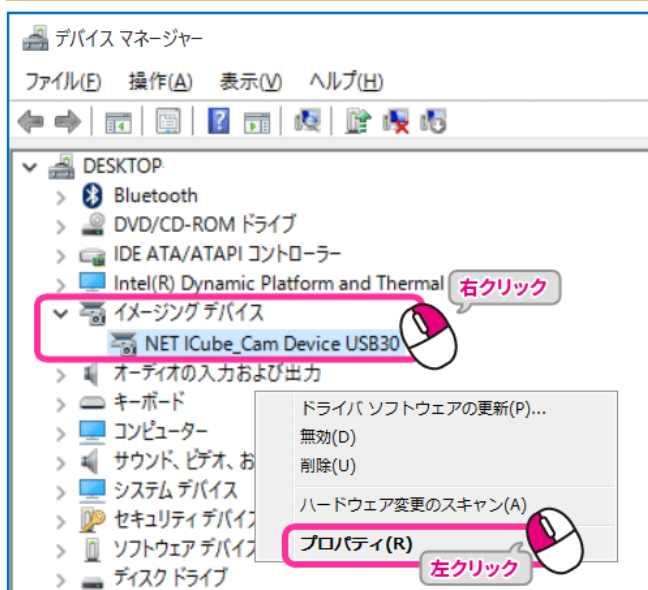 デバイス マネージャー
ファイル(F) 操作(A) 表示(V) ヘルプ(H)
DESKTOP
Bluetooth
DVD/CD-ROM ドライブ
IDE ATA/ATAPI コントローラー
Intel(R) Dynamic Platform and Thermal
右クリック
イメージング デバイス
NET ICube_Cam Device USB30
オーディオの入力および出力
キーボード
コンピューター
サウンド、ビデオ、お
システム デバイス
セキュリティ デバイス
ソフトウェア デバイス
ディスク ドライブ
ドライバ ソフトウェアの更新(P)...
無効(D)
削除(U)
ハードウェア変更のスキャン(A)
プロパティ(R)
左クリック